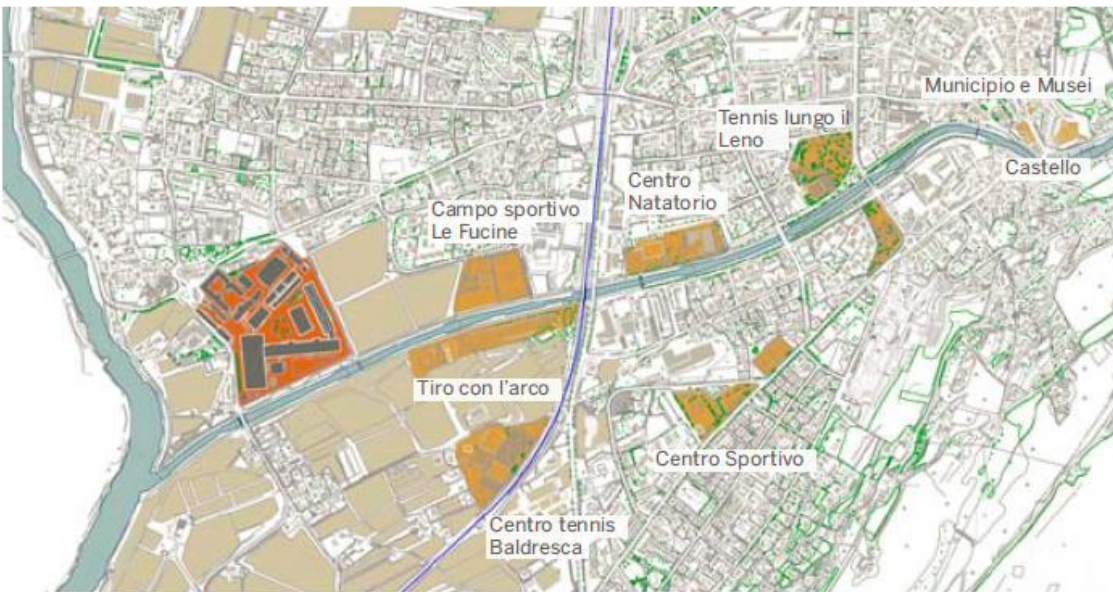 Municipio e Musei
Tennis lungo il
Leno
Castello
Centro
Natatorio
Campo sportivo
Le Fucine
Tiro con l'arco
Centro Sportivo
Centro tennis
Baldresca